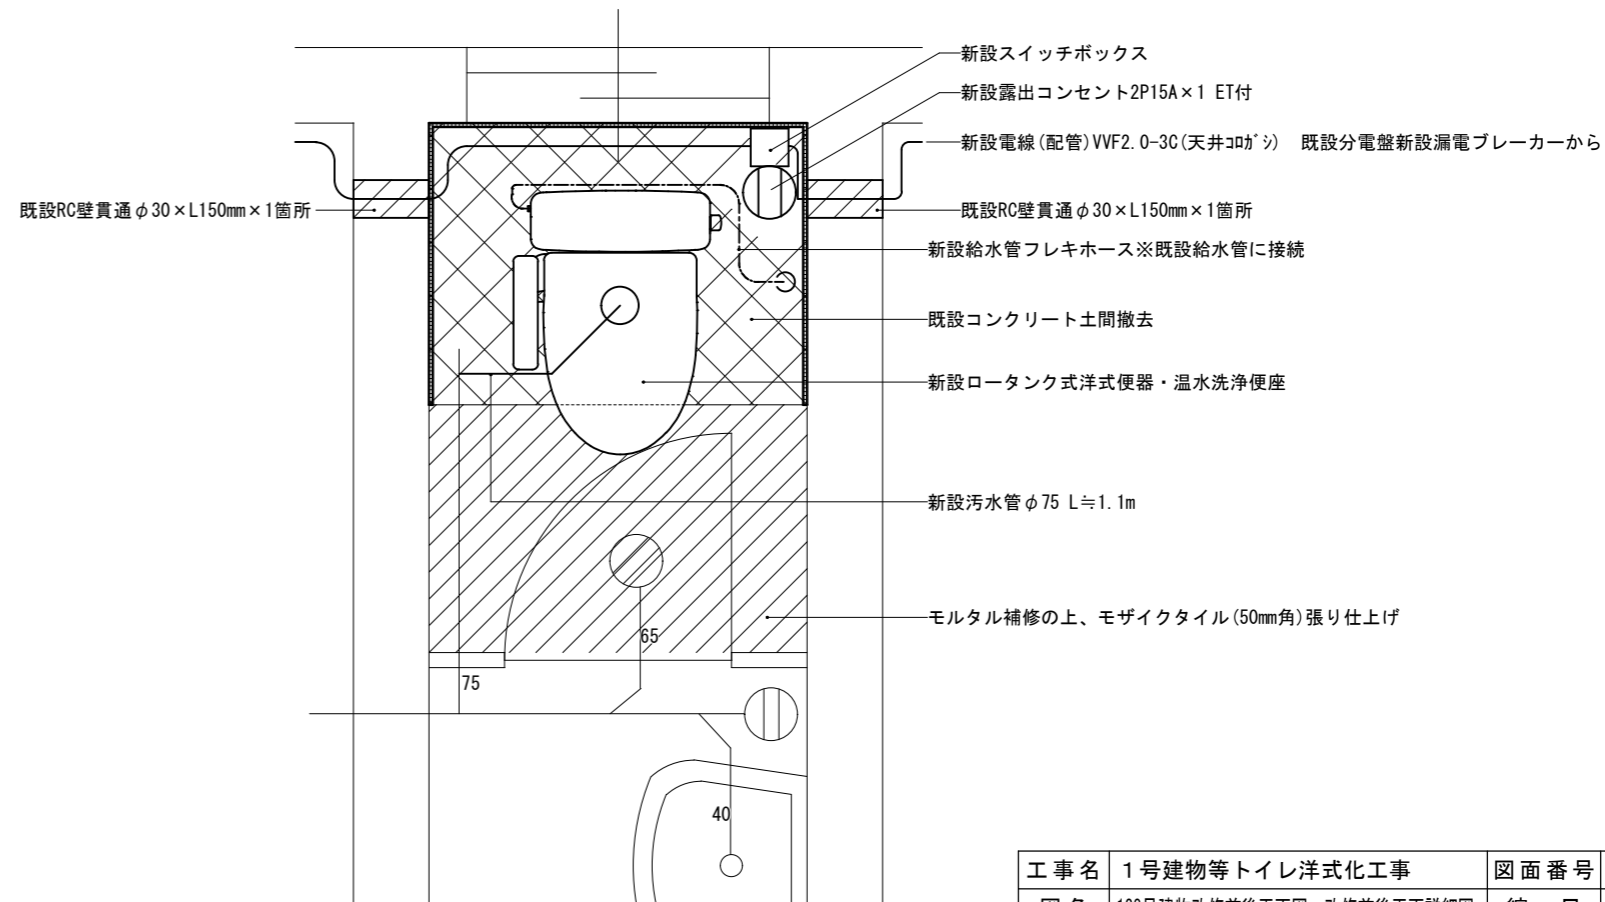 新設スイッチボックス
新設露出コンセント2P15A×1 ET付
新設電線(配管)VVF2.0-3C(天井ｺﾛｶﾞｼ) 既設分電盤新設漏電ブレーカーから
既設RC壁貫通φ30×L150mm×1箇所
既設RC壁貫通φ30×L150mm×1箇所
新設給水管フレキホース※既設給水管に接続
既設コンクリート土間撤去
新設ロータンク式洋式便器・温水洗浄便座
新設汚水管φ75 L≒1.1m
モルタル補修の上、モザイクタイル(50mm角)張り仕上げ
65
75
40
工事名 1号建物等トイレ洋式化工事 図面番号